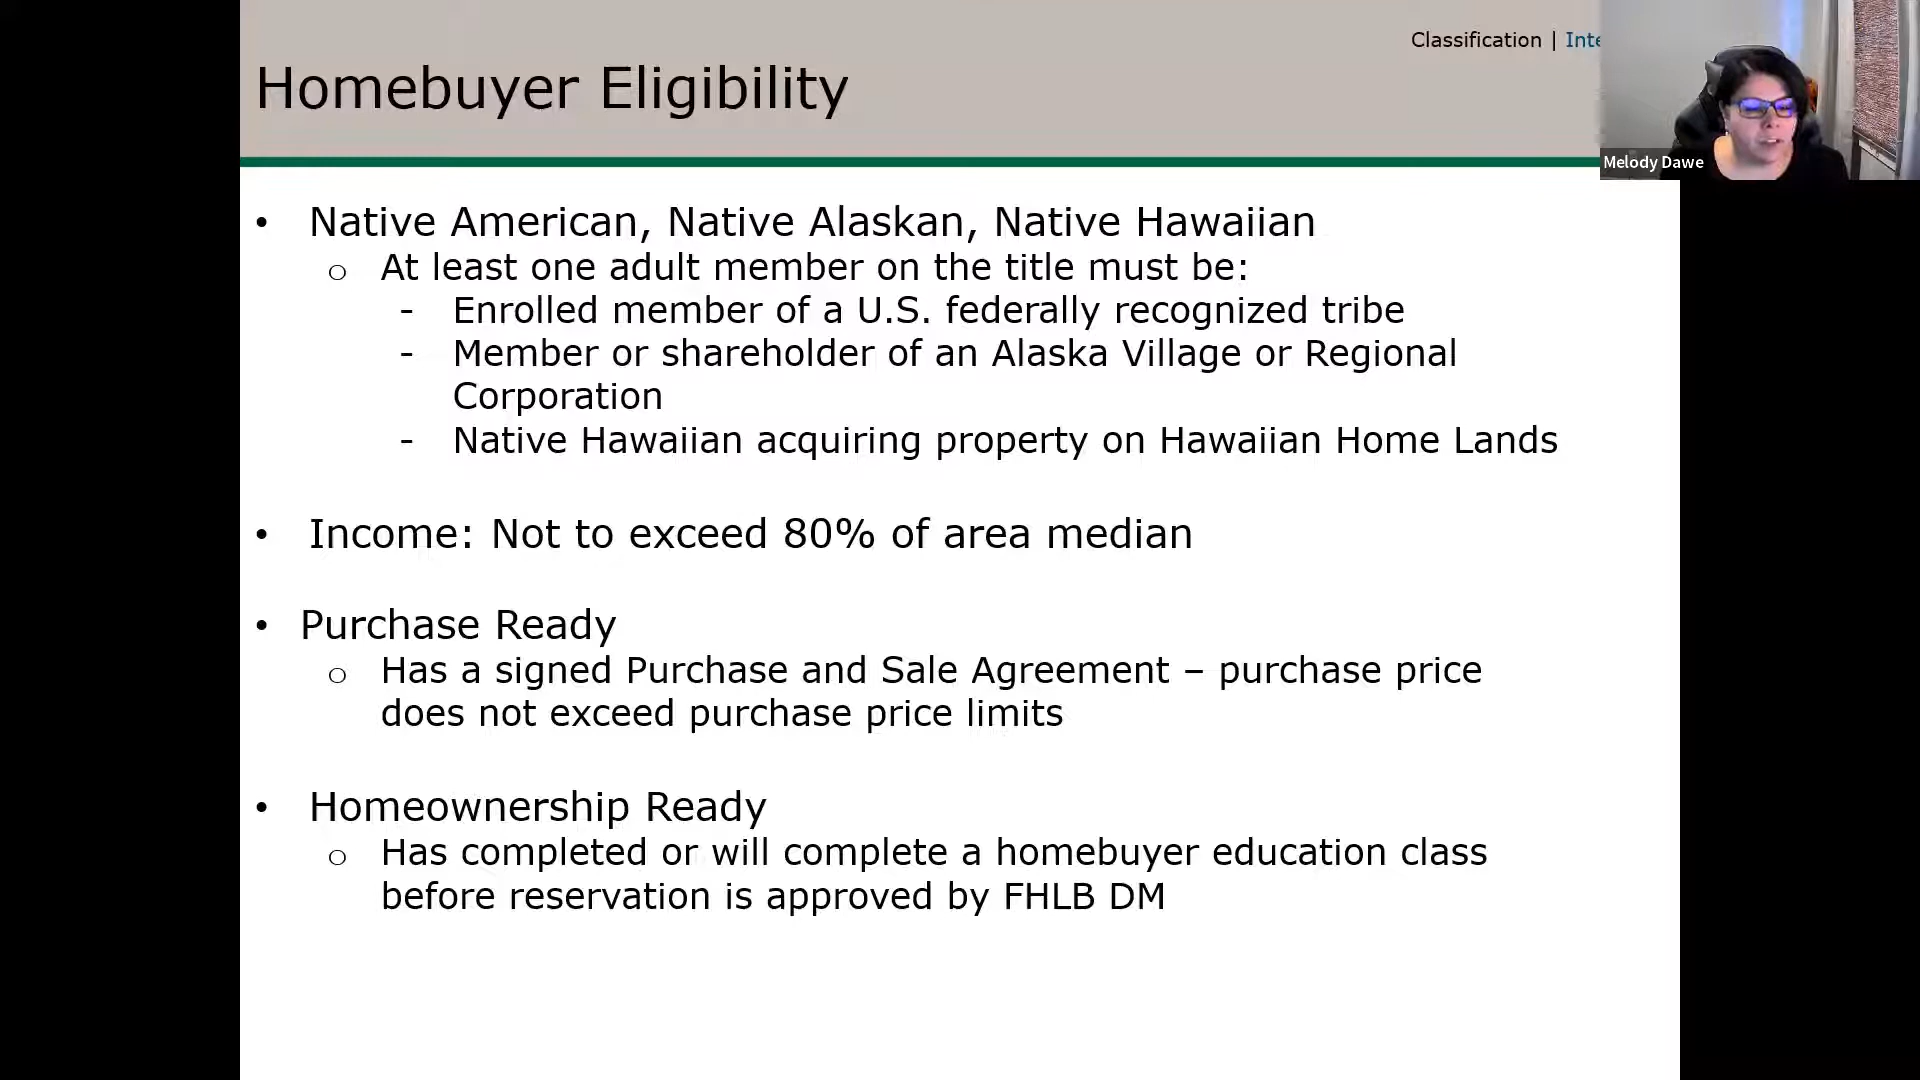 Classification | Inte
Homebuyer Eligibility
Melody Dawe
• Native American, Native Alaskan, Native Hawaiian
o At least one adult member on the title must be:
- Enrolled member of a U.S. federally recognized tribe
- Member or shareholder of an Alaska Village or Regional
Corporation
- Native Hawaiian acquiring property on Hawaiian Home Lands
• Income: Not to exceed 80% of area median
• Purchase Ready
o Has a signed Purchase and Sale Agreement – purchase price
does not exceed purchase price limits
• Homeownership Ready
o Has completed or will complete a homebuyer education class
before reservation is approved by FHLB DM